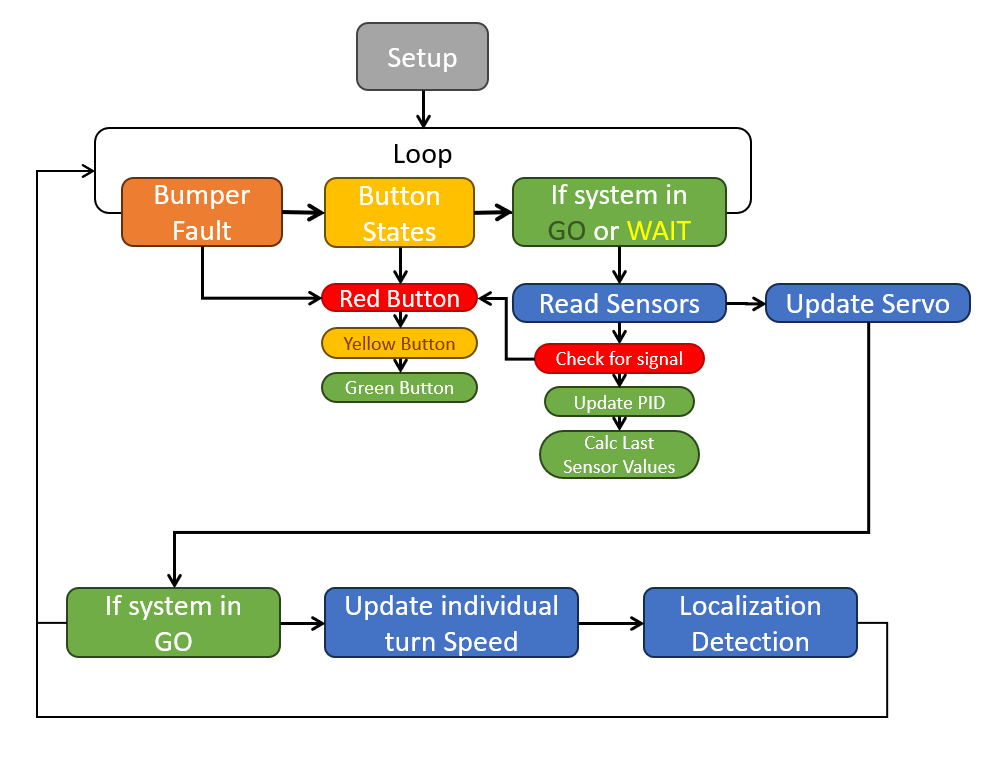 Setup
Loop
Bumper
Fault
Button
States
If system in
GO or WAIT
Red Button
Read Sensors
Update Servo
Yellow Button
Check for signal
Green Button
Update PID
Calc Last
Sensor Values
If system in
GO
Update individual
turn Speed
Localization
Detection